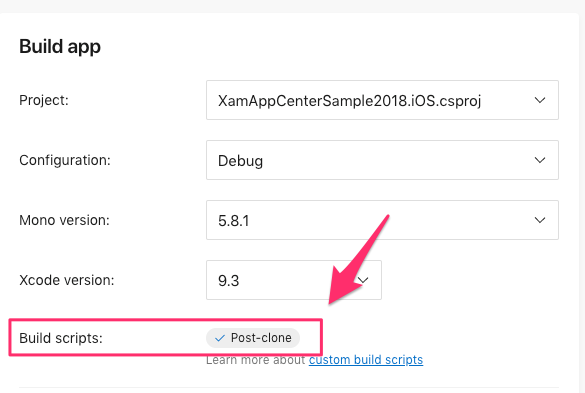 Build app
Project: XamAppCenterSample2018.iOS.csproj
Configuration: Debug
Mono version: 5.8.1
Xcode version: 9.3
Build scripts: Post-clone
Learn more about custom build scripts